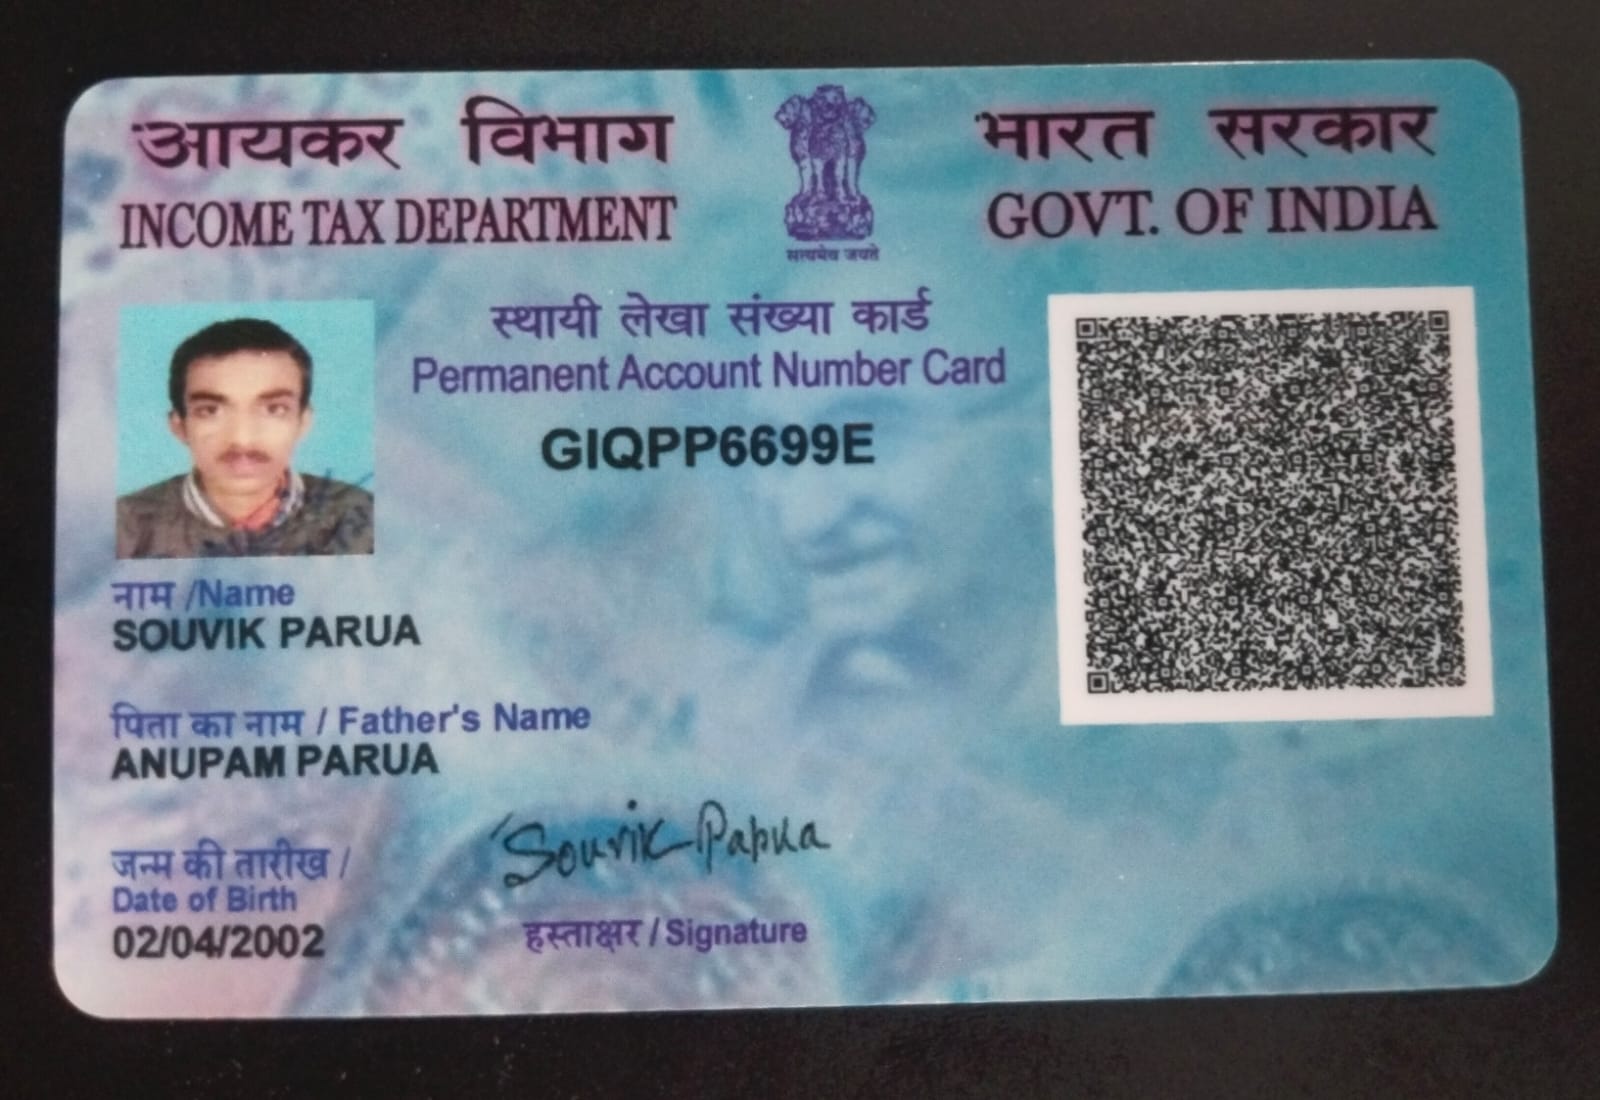 आयकर विभाग
INCOME TAX DEPARTMENT
सत्यमेव जयते
भारत सरकार
GOVT. OF INDIA
स्थायी लेखा संख्या कार्ड
Permanent Account Number Card
GIQPP6699E
नाम /Name
SOUVIK PARUA
पिता का नाम / Father's Name
ANUPAM PARUA
जन्म की तारीख /
Date of Birth
02/04/2002
Souvik Parua
हस्ताक्षर / Signature